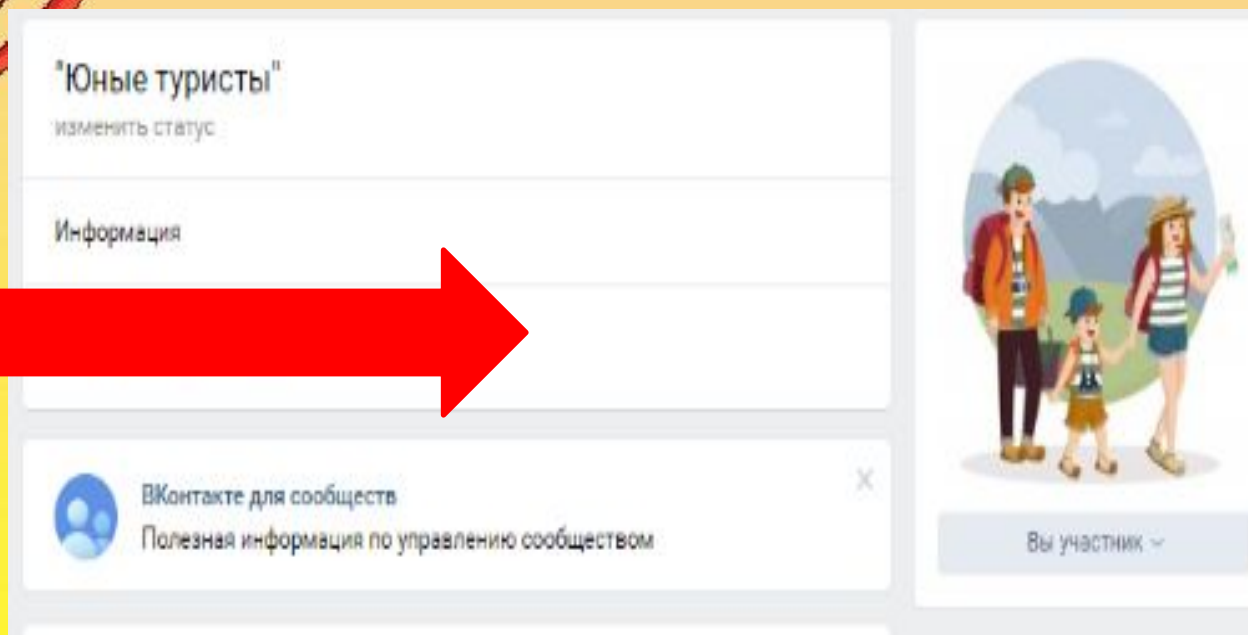 "Юные туристы"
изменить статус
Информация
ВКонтакте для сообществ
Полезная информация по управлению сообществом
Вы участник